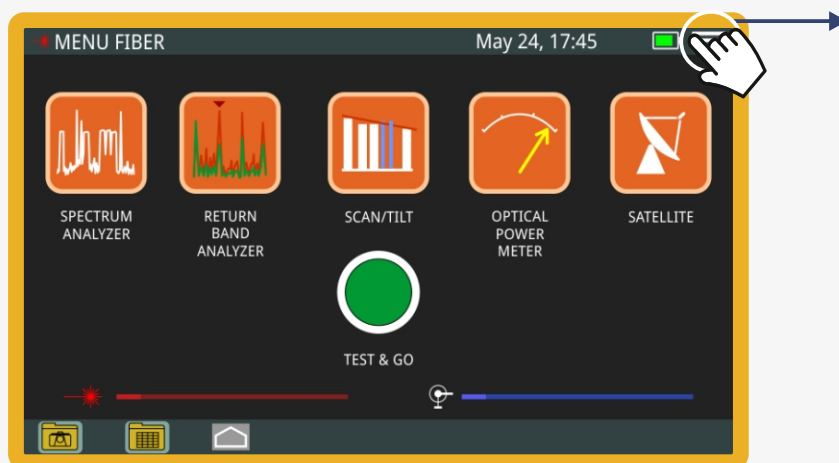 MENU FIBER
May 24, 17:45
SPECTRUM
ANALYZER
RETURN
BAND
ANALYZER
SCAN/TILT
OPTICAL
POWER
METER
SATELLITE
TEST & GO